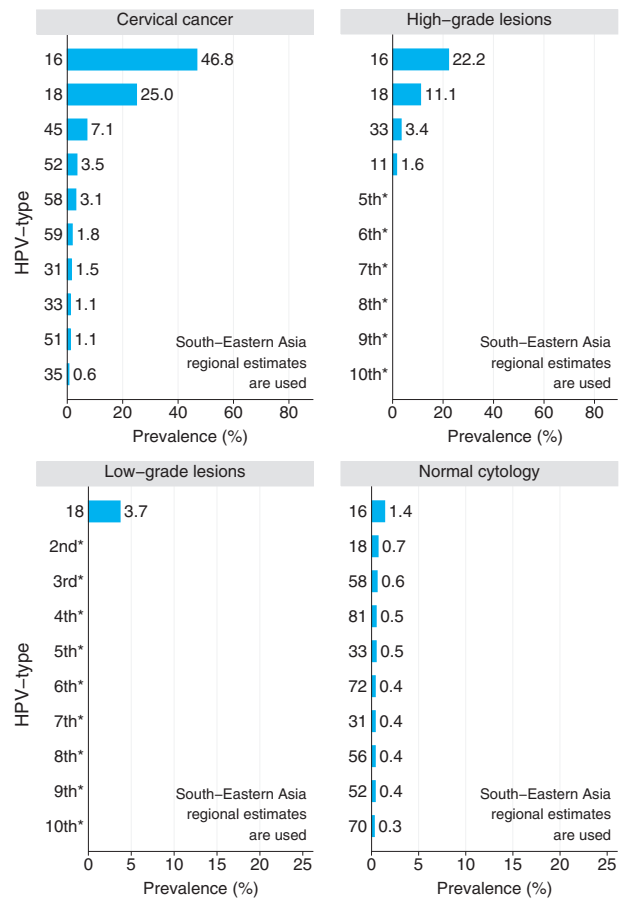 Cervical cancer
HPV−type
16 46.8
18 25.0
45 7.1
52 3.5
58 3.1
59 1.8
31 1.5
33 1.1
51 1.1
35 0.6
South−Eastern Asia
regional estimates
are used
0 20 40 60 80
Prevalence (%)
High−grade lesions
16 22.2
18 11.1
33 3.4
11 1.6
5th*
6th*
7th*
8th*
9th*
10th*
South−Eastern Asia
regional estimates
are used
0 20 40 60 80
Prevalence (%)
Low−grade lesions
HPV−type
18 3.7
2nd*
3rd*
4th*
5th*
6th*
7th*
8th*
9th*
10th*
South−Eastern Asia
regional estimates
are used
0 5 10 15 20 25
Prevalence (%)
Normal cytology
16 1.4
18 0.7
58 0.6
81 0.5
33 0.5
72 0.4
31 0.4
56 0.4
52 0.4
70 0.3
South−Eastern Asia
regional estimates
are used
0 5 10 15 20 25
Prevalence (%)